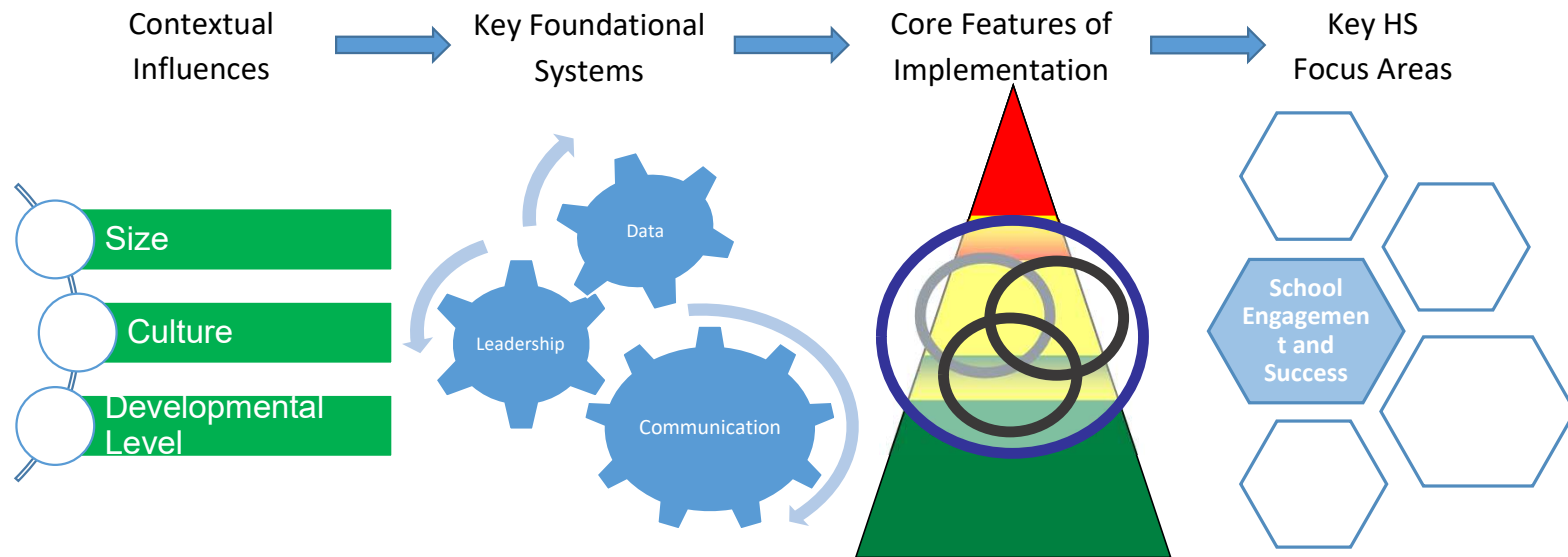 Contextual
Influences
Key Foundational
Systems
Core Features of
Implementation
Key HS
Focus Areas
Size
Culture
Developmental
Level
Data
Leadership
Communication
School
Engagemen
t and
Success